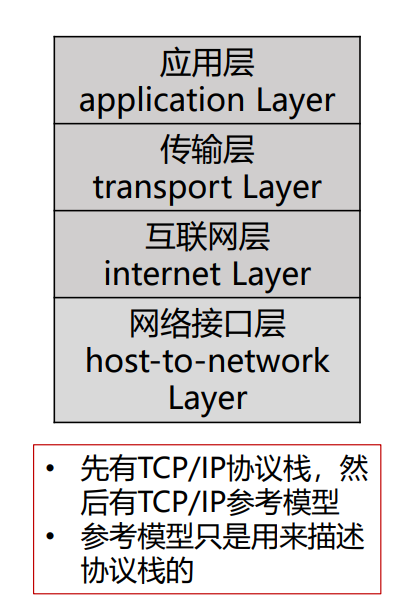 应用层
application Layer
传输层
transport Layer
互联网层
internet Layer
网络接口层
host-to-network
Layer
• 先有TCP/IP协议栈，然
后有TCP/IP参考模型
• 参考模型只是用来描述
协议栈的